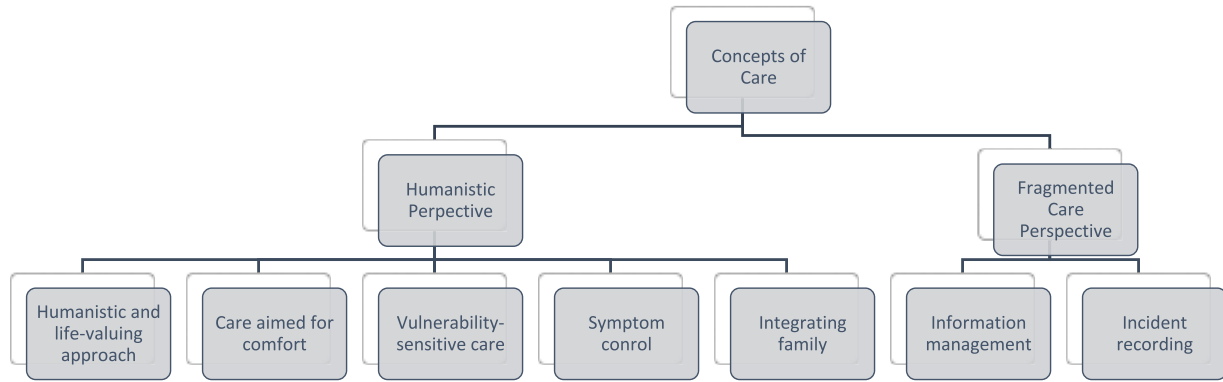 Concepts of
Care
Humanistic
Perpective
Fragmented
Care
Perspective
Humanistic and
life-valuing
approach
Care aimed for
comfort
Vulnerability-
sensitive care
Symptom
conrol
Integrating
family
Information
management
Incident
recording